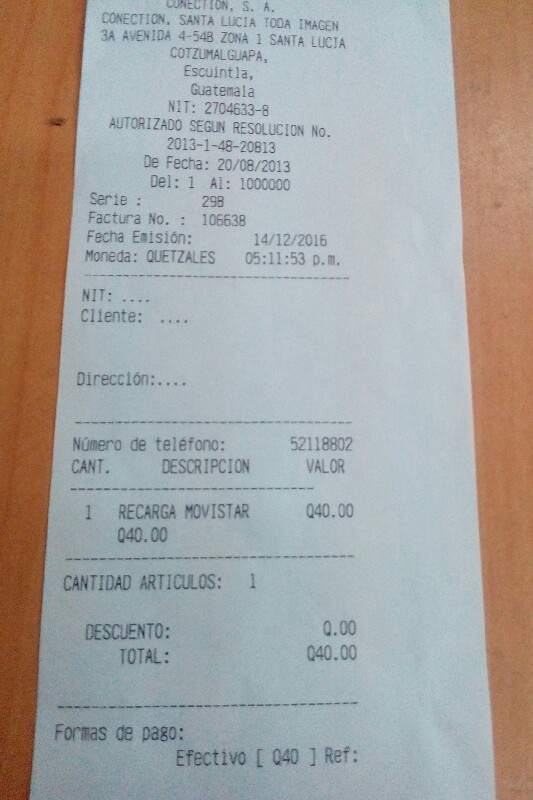 CONECTION, S. A.
CONECTION, SANTA LUCIA TODA IMAGEN
3A AVENIDA 4-54B ZONA 1 SANTA LUCIA
COTZUMALGUAPA,
Escuintla,
Guatemala
NIT: 2704633-8
AUTORIZADO SEGUN RESOLUCION No.
2013-1-48-20813
De Fecha: 20/08/2013
Del: 1 Al: 1000000
Serie : 298
Factura No. : 106638
Fecha Emisión: 14/12/2016
Moneda: QUETZALES 05:11:53 p.m.
NIT: ....
Cliente: ....
Dirección:....
Número de teléfono: 52118802
CANT. DESCRIPCION VALOR
1 RECARGA MOVISTAR Q40.00
Q40.00
CANTIDAD ARTICULOS: 1
DESCUENTO: Q.00
TOTAL: Q40.00
Formas de pago:
Efectivo [ Q40 ] Ref: